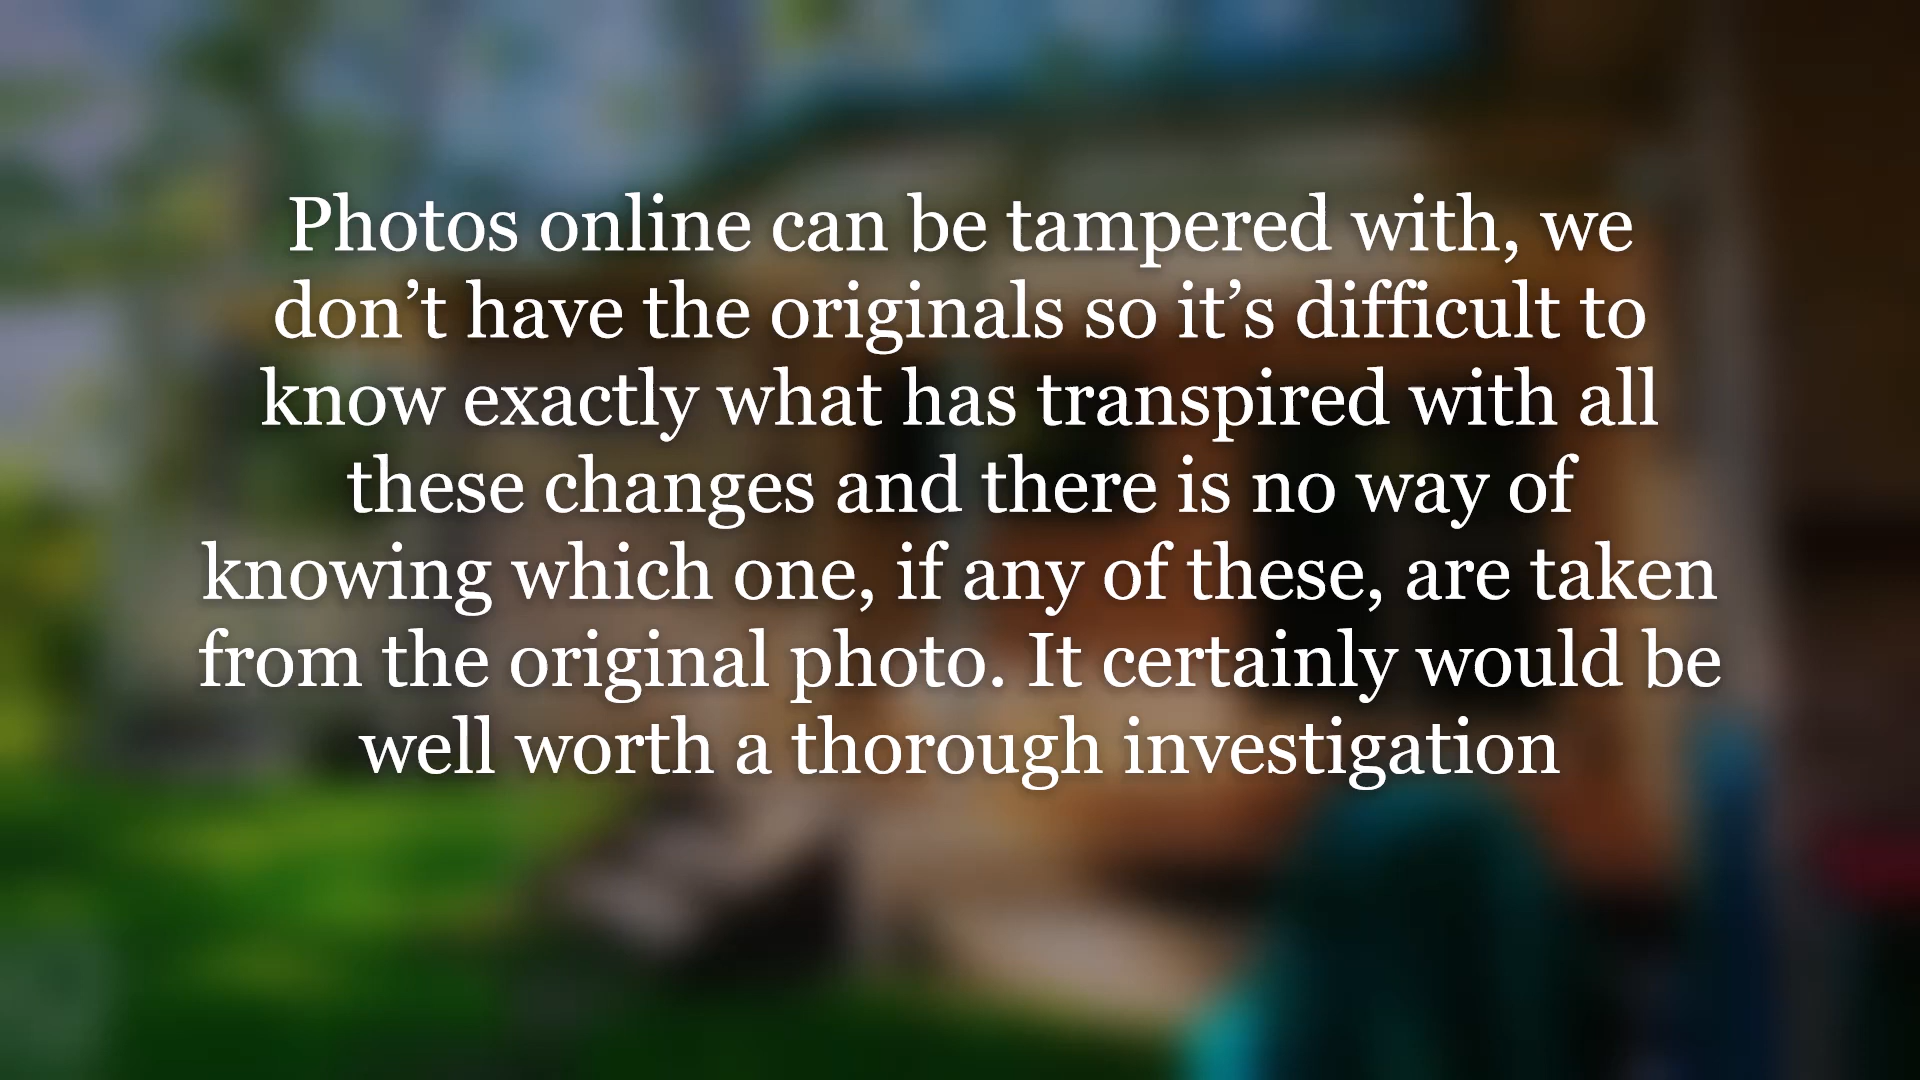 Photos online can be tampered with, we
don’t have the originals so it’s difficult to
know exactly what has transpired with all
these changes and there is no way of
knowing which one, if any of these, are taken
from the original photo. It certainly would be
well worth a thorough investigation